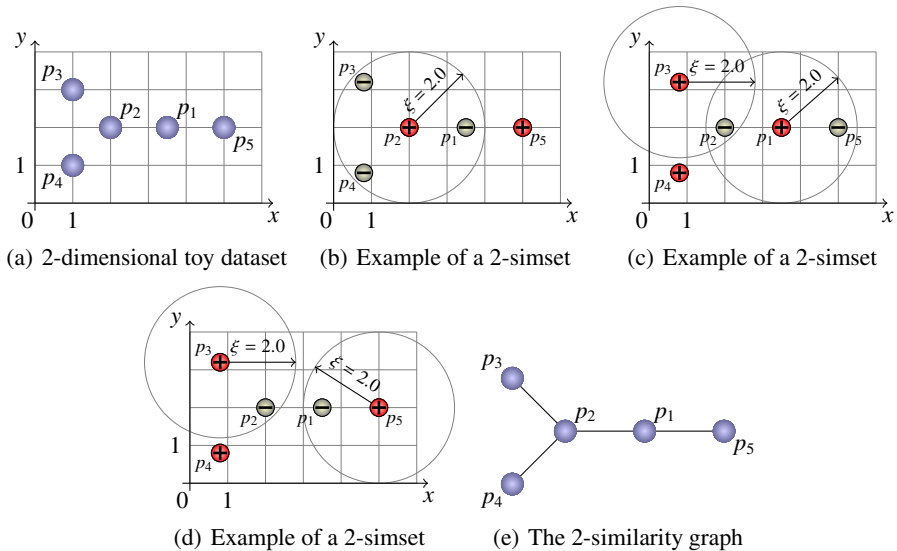 y
p3
p2
p1
p5
p4
1
0
1
x
(a) 2-dimensional toy dataset
y
p3
ξ = 2.0
p2
p1
p5
p4
0
1
x
(b) Example of a 2-simset
y
p3
ξ = 2.0
ξ = 2.0
p2
p1
p5
1
p4
0
1
x
(c) Example of a 2-simset
y
p3
ξ = 2.0
ξ = 2.0
p2
p1
p5
1
p4
0
1
x
(d) Example of a 2-simset
p3
p2
p1
p5
p4
(e) The 2-similarity graph